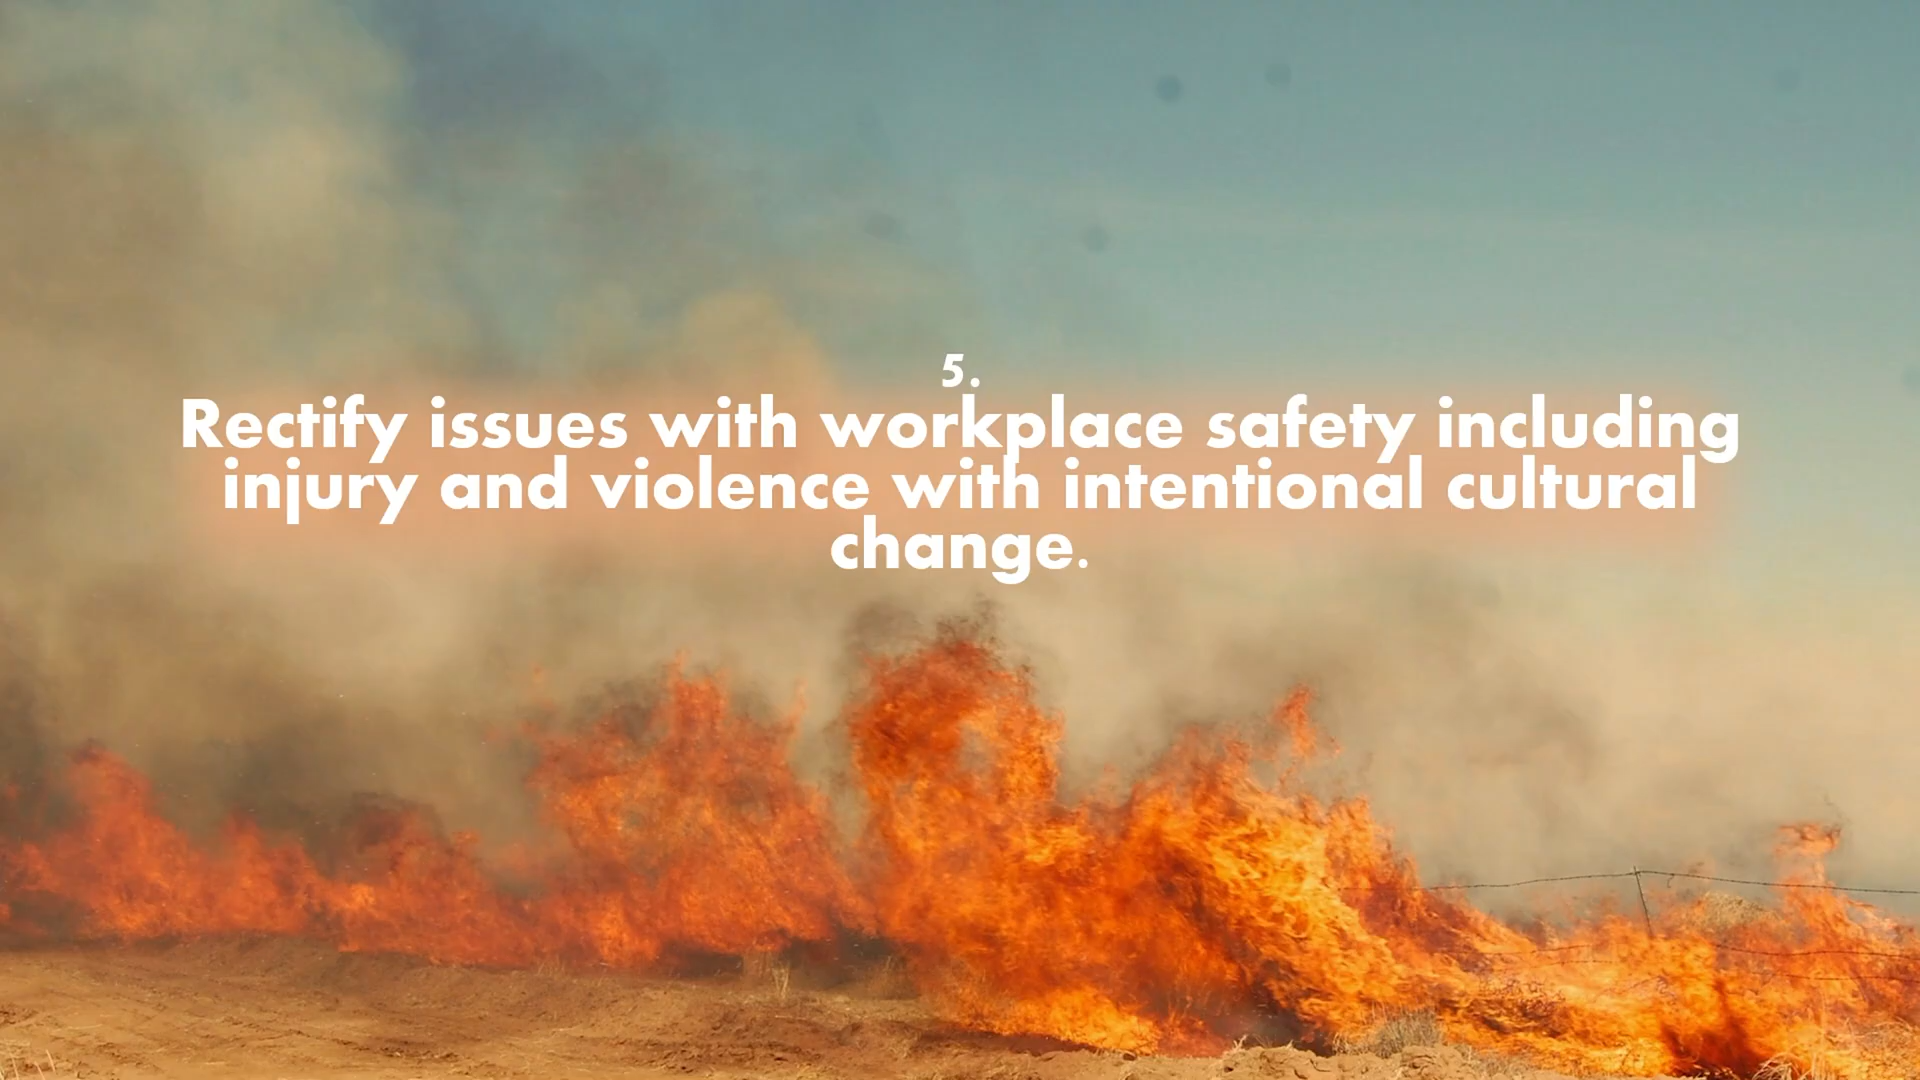 5.
Rectify issues with workplace safety including
injury and violence with intentional cultural
change.